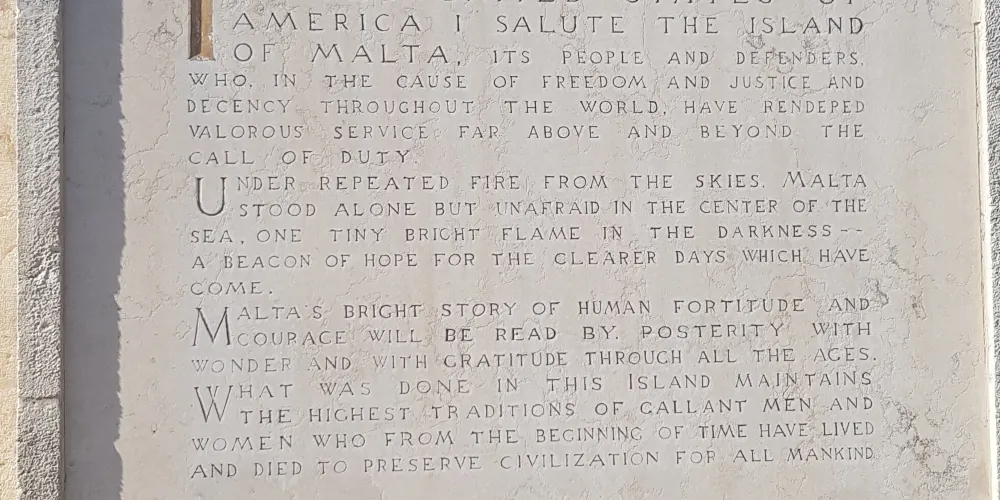 STATES OF
AMERICA I SALUTE THE ISLAND
OF MALTA, ITS PEOPLE AND DEFENDERS,
WHO, IN THE CAUSE OF FREEDOM AND JUSTICE AND
DECENCY THROUGHOUT THE WORLD, HAVE RENDERED
VALOROUS SERVICE FAR ABOVE AND BEYOND THE
CALL OF DUTY.
UNDER REPEATED FIRE FROM THE SKIES, MALTA
STOOD ALONE BUT UNAFRAID IN THE CENTER OF THE
SEA, ONE TINY BRIGHT FLAME IN THE DARKNESS--
A BEACON OF HOPE FOR THE CLEARER DAYS WHICH HAVE
COME.
MALTA'S BRIGHT STORY OF HUMAN FORTITUDE AND
COURAGE WILL BE READ BY POSTERITY WITH
WONDER AND WITH GRATITUDE THROUGH ALL THE AGES.
WHAT WAS DONE IN THIS ISLAND MAINTAINS
THE HIGHEST TRADITIONS OF GALLANT MEN AND
WOMEN WHO FROM THE BEGINNING OF TIME HAVE LIVED
AND DIED TO PRESERVE CIVILIZATION FOR ALL MANKIND